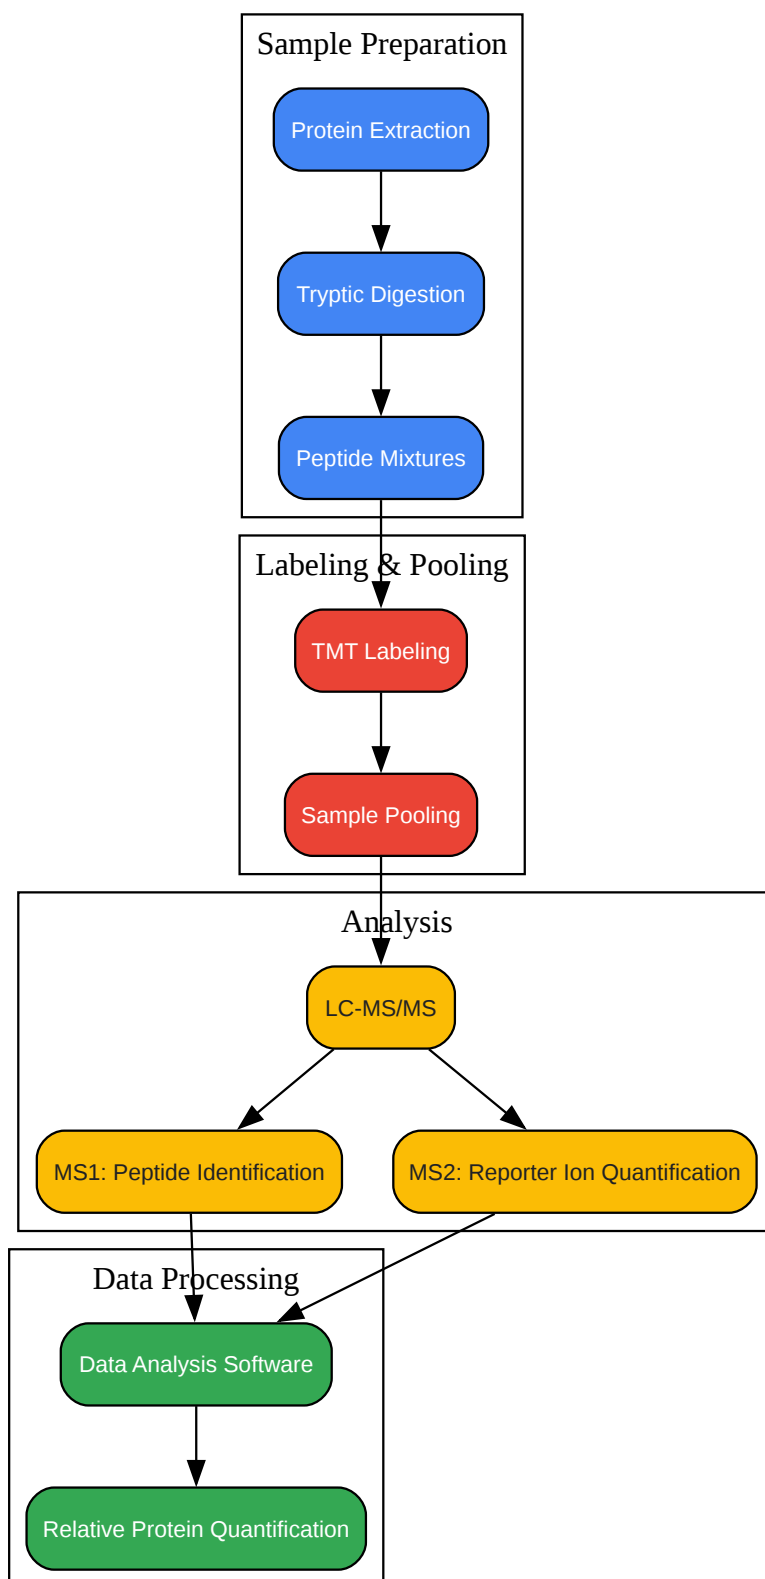 Sample Preparation
Protein Extraction
Tryptic Digestion
Peptide Mixtures
Labeling & Pooling
TMT Labeling
Sample Pooling
Analysis
LC-MS/MS
MS1: Peptide Identification
MS2: Reporter Ion Quantification
Data Processing
Data Analysis Software
Relative Protein Quantification